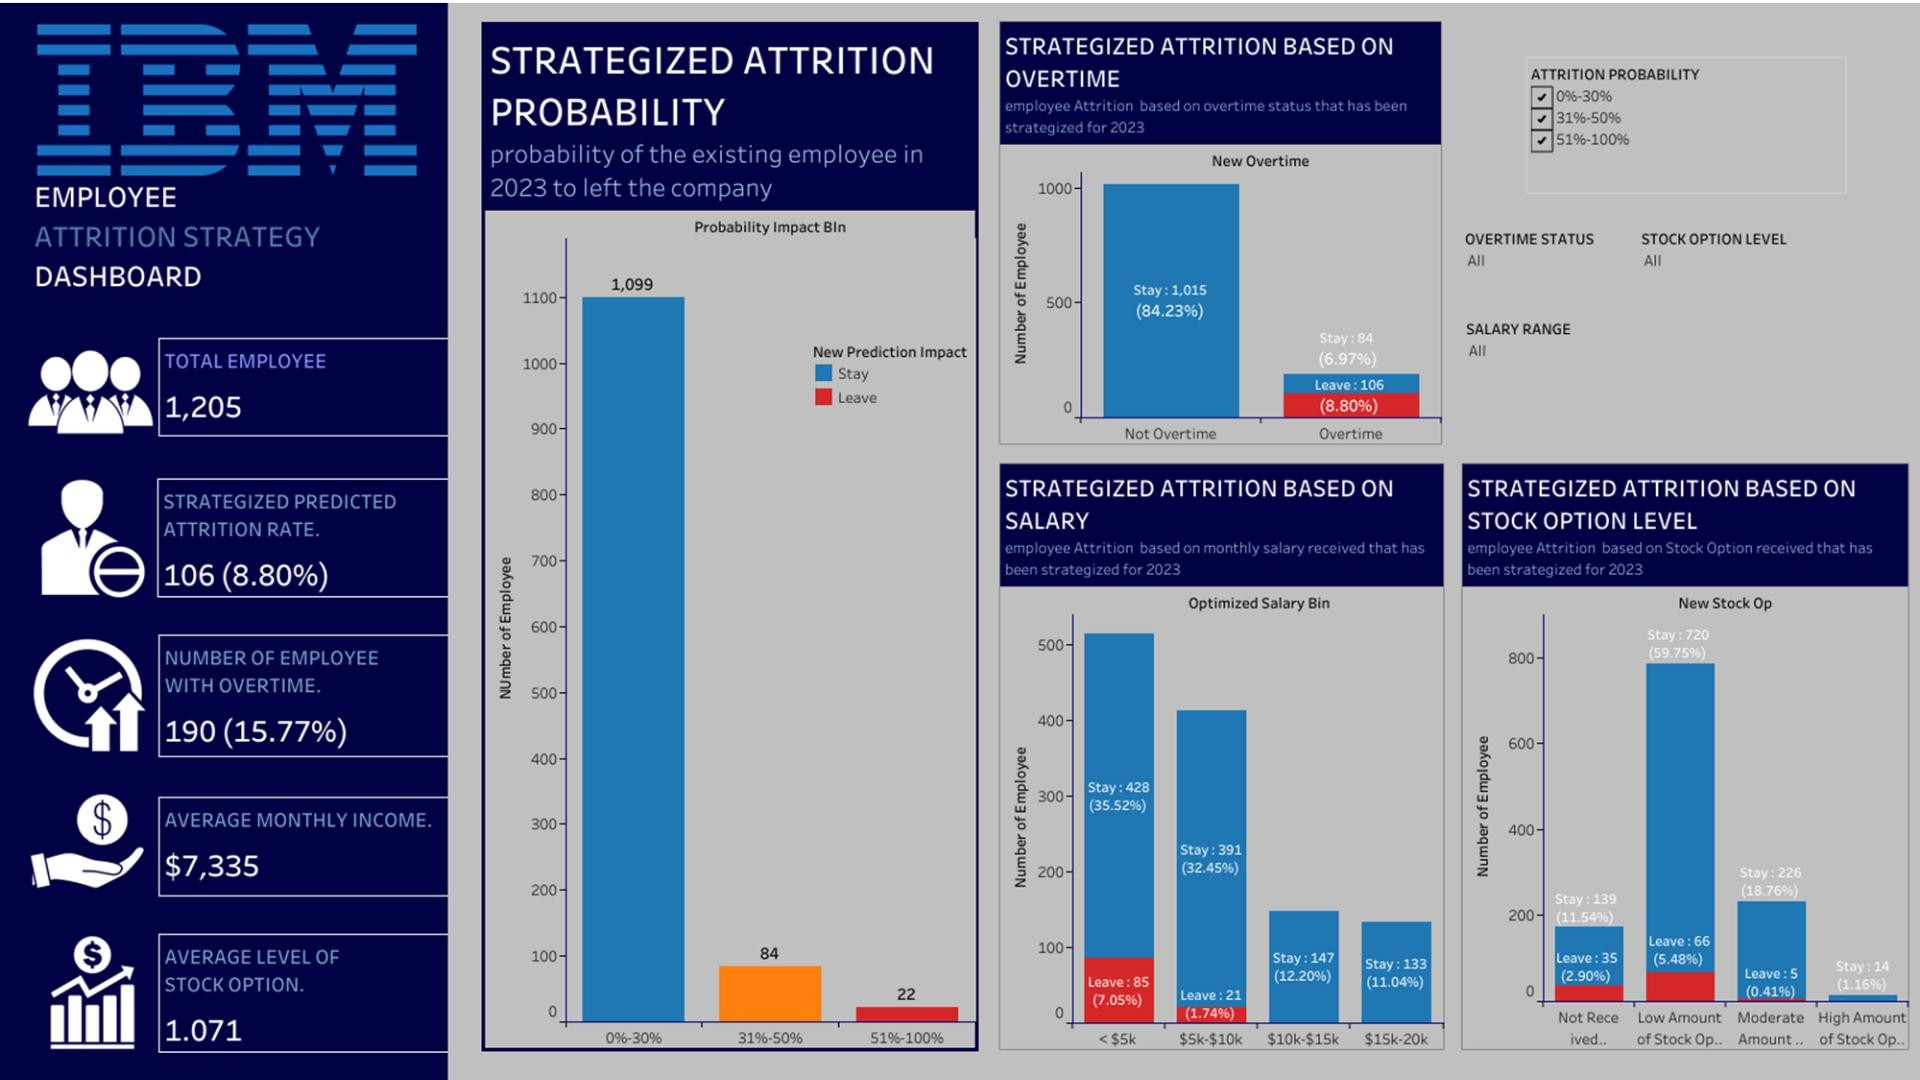 IBM
EMPLOYEE
ATTRITION STRATEGY
DASHBOARD
TOTAL EMPLOYEE
1,205
STRATEGIZED PREDICTED
ATTRITION RATE.
106 (8.80%)
NUMBER OF EMPLOYEE
WITH OVERTIME.
190 (15.77%)
$
AVERAGE MONTHLY INCOME.
$7,335
$
AVERAGE LEVEL OF
STOCK OPTION.
1.071
STRATEGIZED ATTRITION
PROBABILITY
probability of the existing employee in
2023 to left the company
Probability Impact BIn
NUmber of Employee
1100
1000
900
800
700
600
500
400
300
200
100
0
1,099
84
22
New Prediction Impact
Stay
Leave
0%-30%
31%-50%
51%-100%
STRATEGIZED ATTRITION BASED ON
OVERTIME
employee Attrition based on overtime status that has been
strategized for 2023
New Overtime
Number of Employee
1000
500
0
Stay : 1,015
(84.23%)
Stay : 84
(6.97%)
Leave : 106
(8.80%)
Not Overtime
Overtime
ATTRITION PROBABILITY
0%-30%
31%-50%
51%-100%
OVERTIME STATUS
All
STOCK OPTION LEVEL
All
SALARY RANGE
All
STRATEGIZED ATTRITION BASED ON
SALARY
employee Attrition based on monthly salary received that has
been strategized for 2023
Optimized Salary Bin
Number of Employee
500
400
300
200
100
0
Stay : 428
(35.52%)
Leave : 85
(7.05%)
Stay : 391
(32.45%)
Leave : 21
(1.74%)
Stay : 147
(12.20%)
Stay : 133
(11.04%)
< $5k
$5k-$10k
$10k-$15k
$15k-20k
STRATEGIZED ATTRITION BASED ON
STOCK OPTION LEVEL
employee Attrition based on Stock Option received that has
been strategized for 2023
New Stock Op
Number of Employee
800
600
400
200
0
Stay : 139
(11.54%)
Leave : 35
(2.90%)
Stay : 720
(59.75%)
Leave : 66
(5.48%)
Stay : 226
(18.76%)
Leave : 5
(0.41%)
Stay : 14
(1.16%)
Not Rece
ived..
Low Amount
of Stock Op..
Moderate
Amount ..
High Amount
of Stock Op..